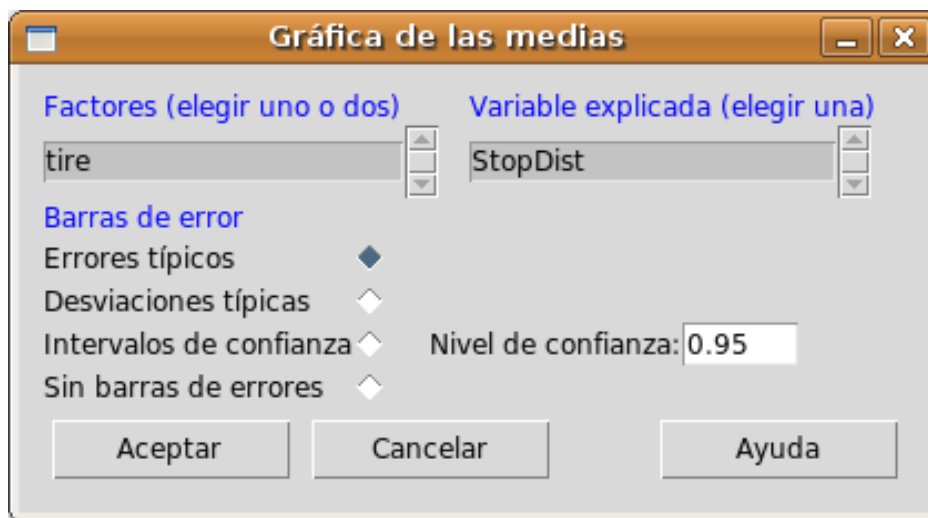 Gráfica de las medias
Factores (elegir uno o dos)
Variable explicada (elegir una)
tire
StopDist
Barras de error
Errores típicos
Desviaciones típicas
Intervalos de confianza
Nivel de confianza: 0.95
Sin barras de errores
Aceptar
Cancelar
Ayuda